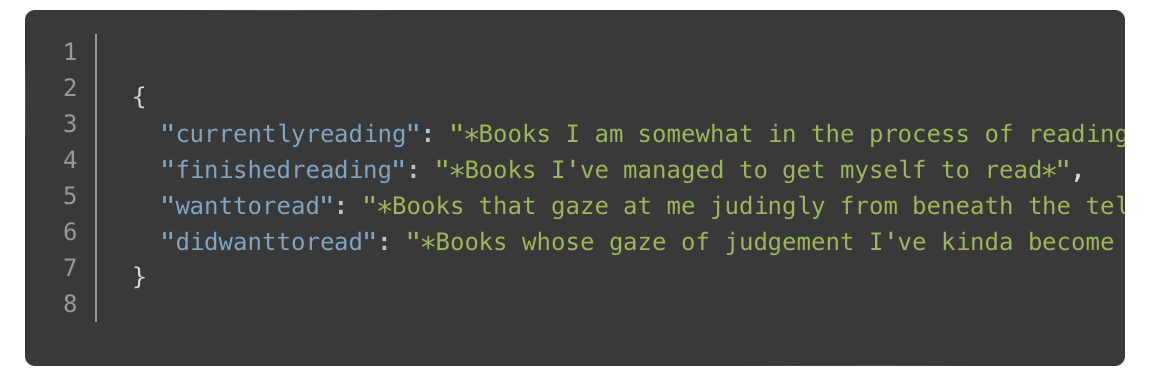 1
2 {
3 "currentlyreading": "*Books I am somewhat in the process of reading
4 "finishedreading": "*Books I've managed to get myself to read*",
5 "wanttoread": "*Books that gaze at me judingly from beneath the tel
6 "didwanttoread": "*Books whose gaze of judgement I've kinda become
7 }
8